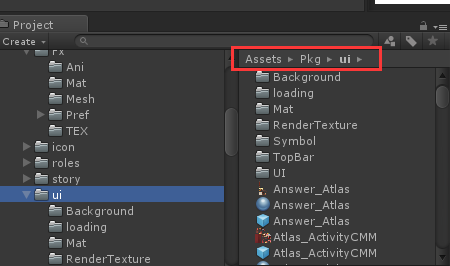 Project
Create
Fx
Ani
Mat
Mesh
Pref
TEX
icon
roles
story
ui
Background
loading
Mat
RenderTexture
Assets ▸ Pkg ▸ ui ▸
Background
loading
Mat
RenderTexture
Symbol
TopBar
UI
Answer_Atlas
Answer_Atlas
Answer_Atlas
Atlas_ActivityCMM
Atlas_ActivityCMM